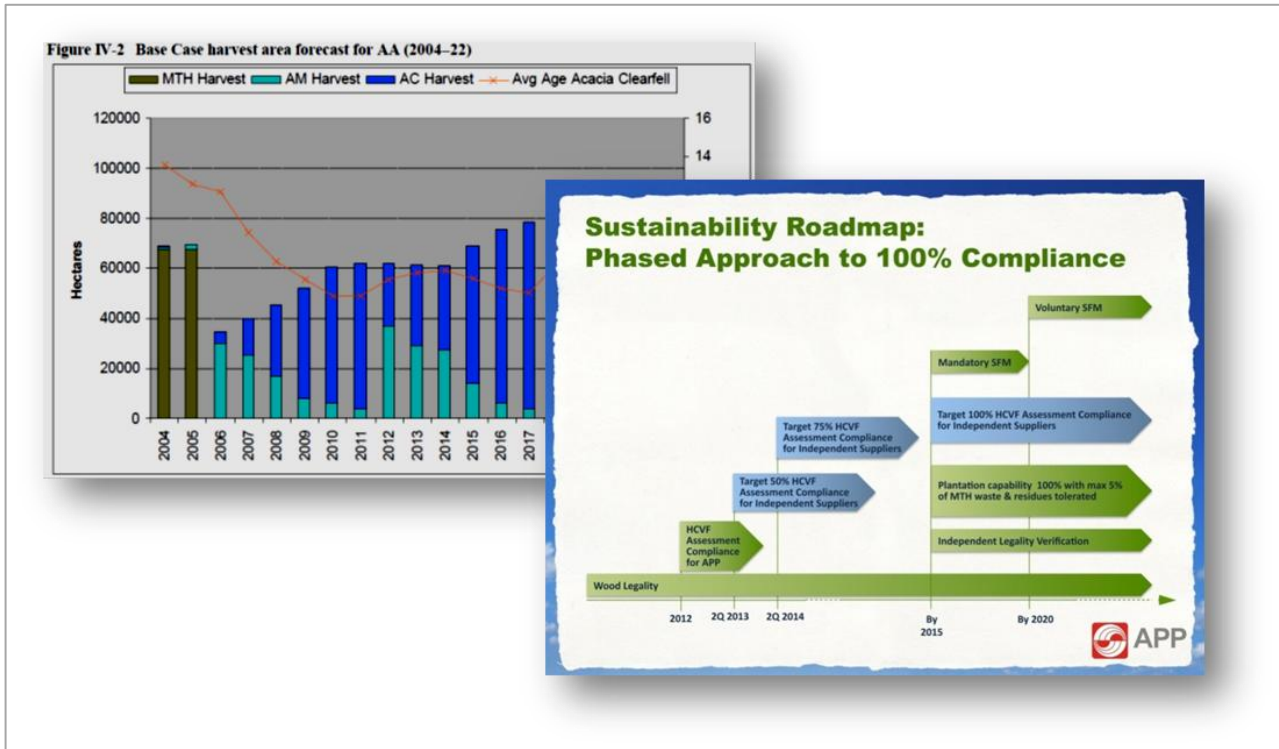 Figure IV-2 Base Case harvest area forecast for AA (2004–22)
MTH Harvest AM Harvest AC Harvest Avg Age Acacia Clearfell
120000
100000
80000
60000
40000
20000
0
Hectares
16
14
2004 2005 2006 2007 2008 2009 2010 2011 2012 2013 2014 2015 2016 2017
Sustainability Roadmap:
Phased Approach to 100% Compliance
Voluntary SFM
Mandatory SFM
Target 100% HCVF Assessment Compliance
for Independent Suppliers
Target 75% HCVF
Assessment Compliance
for Independent Suppliers
Target 50% HCVF
Assessment Compliance
for Independent Suppliers
Plantation capability 100% with max 5%
of MTH waste & residues tolerated
HCVF
Assessment
Compliance
for APP
Independent Legality Verification
Wood Legality
2012 2Q 2013 2Q 2014 By
2015 By 2020
APP